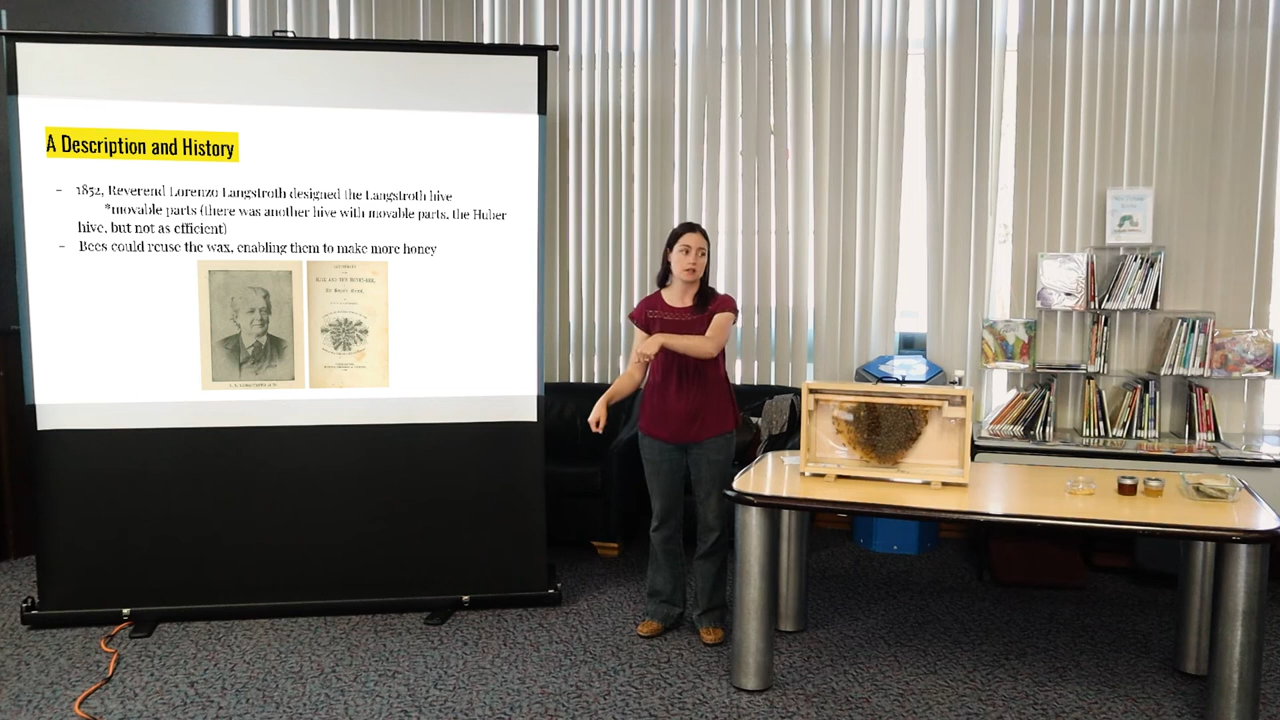 A Description and History
- 1852, Reverend Lorenzo Langstroth designed the Langstroth hive
*movable parts (there was another hive with movable parts, the Huber
hive, but not as efficient)
- Bees could reuse the wax, enabling them to make more honey